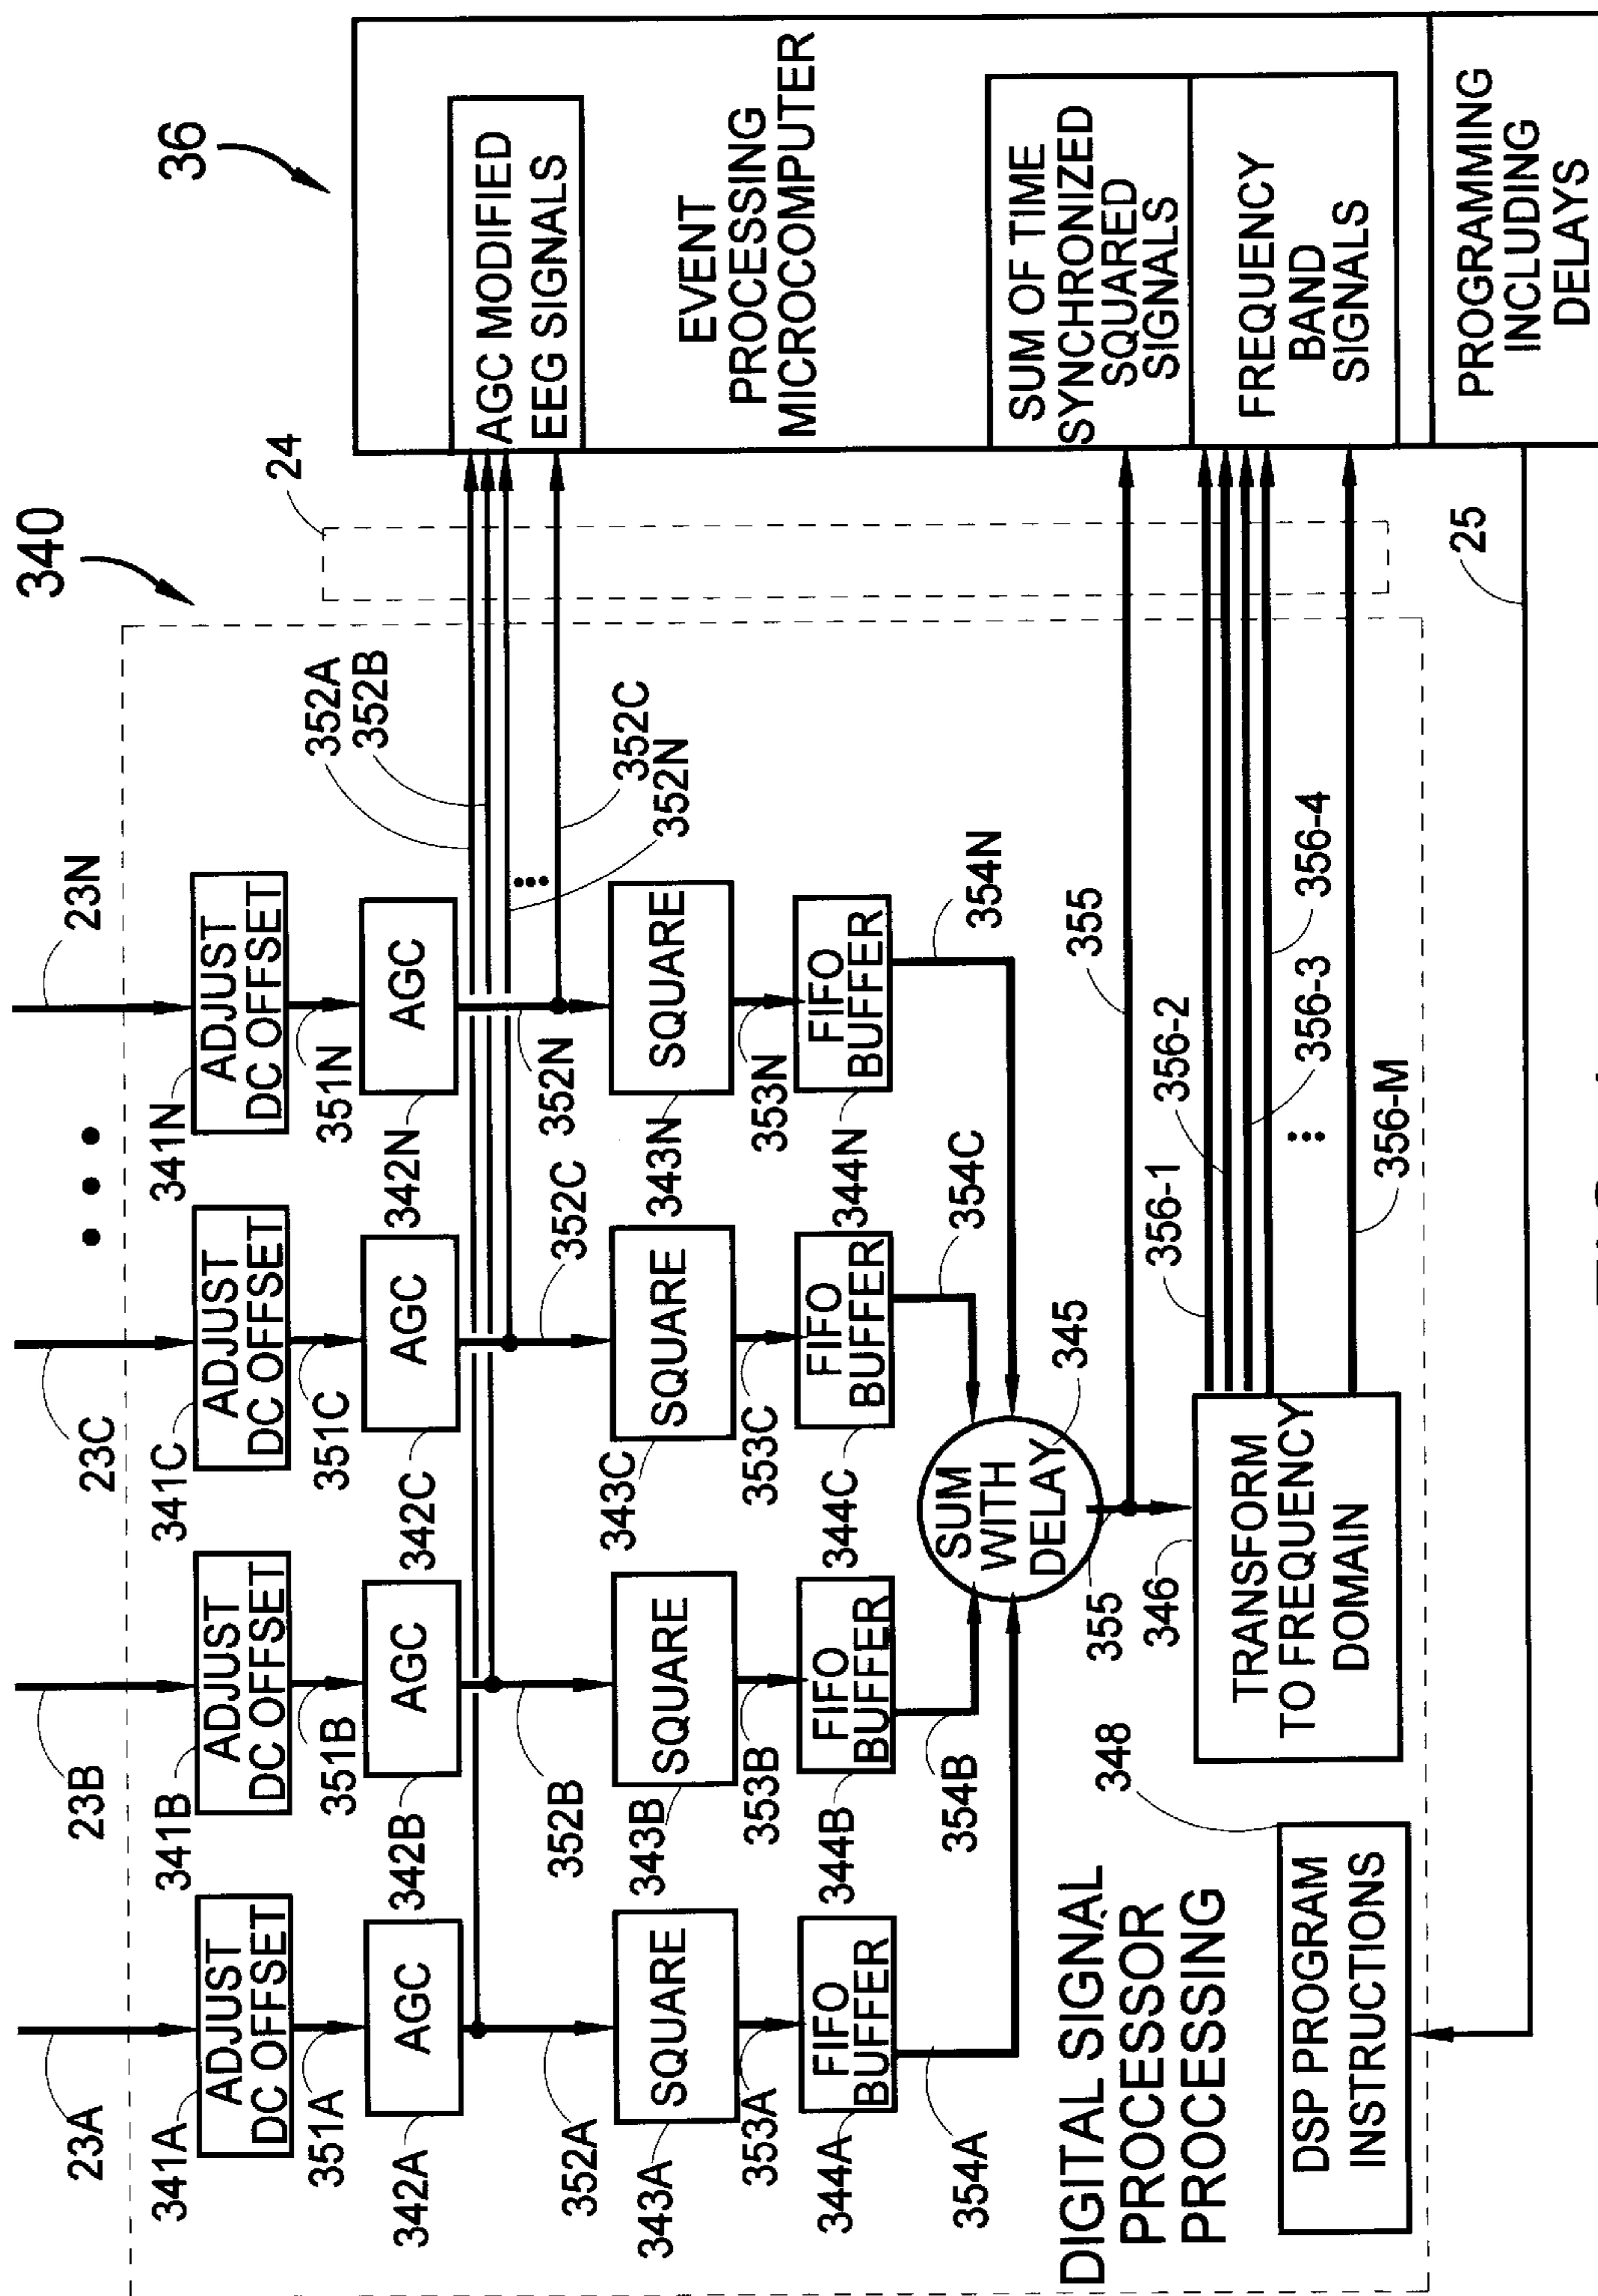 340
36
24
23A
23B
23C
23N
341A
ADJUST
DC OFFSET
341B
ADJUST
DC OFFSET
341C
ADJUST
DC OFFSET
341N
ADJUST
DC OFFSET
351A
351B
351C
351N
342A
AGC
342B
AGC
342C
AGC
342N
AGC
352A
352B
352C
352N
352A
352B
352C
352N
343A
SQUARE
343B
SQUARE
343C
SQUARE
343N
SQUARE
353A
353B
353C
353N
344A
FIFO
BUFFER
344B
FIFO
BUFFER
344C
FIFO
BUFFER
344N
FIFO
BUFFER
354A
354B
354C
354N
SUM
WITH
DELAY
345
355
355
346
TRANSFORM
TO FREQUENCY
DOMAIN
356-1
356-2
356-3
356-4
356-M
DIGITAL SIGNAL
PROCESSOR
PROCESSING
348
DSP PROGRAM
INSTRUCTIONS
AGC MODIFIED
EEG SIGNALS
EVENT
PROCESSING
MICROCOMPUTER
SUM OF TIME
SYNCHRONIZED
SQUARED
SIGNALS
FREQUENCY
BAND
SIGNALS
PROGRAMMING
INCLUDING
DELAYS
25